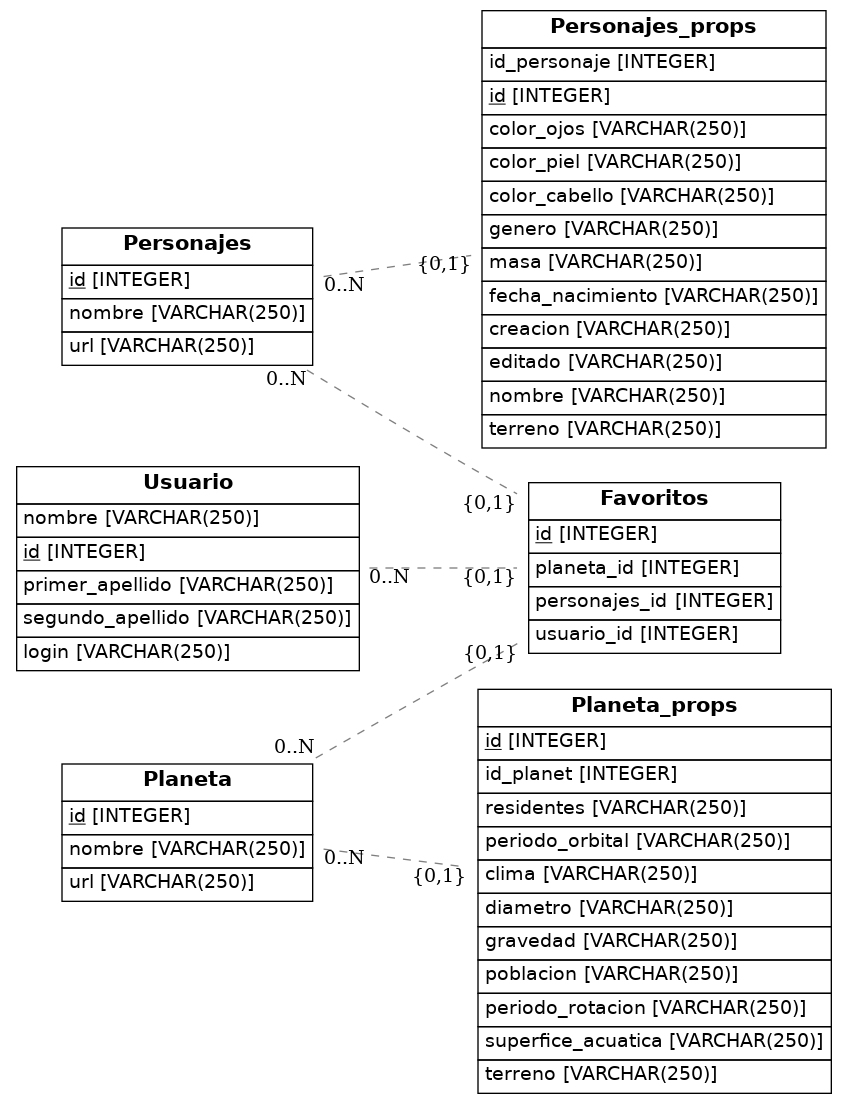 Personajes_props
id_personaje [INTEGER]
id [INTEGER]
color_ojos [VARCHAR(250)]
color_piel [VARCHAR(250)]
color_cabello [VARCHAR(250)]
genero [VARCHAR(250)]
masa [VARCHAR(250)]
fecha_nacimiento [VARCHAR(250)]
creacion [VARCHAR(250)]
editado [VARCHAR(250)]
nombre [VARCHAR(250)]
terreno [VARCHAR(250)]
Personajes
id [INTEGER]
nombre [VARCHAR(250)]
url [VARCHAR(250)]
0..N
{0,1}
0..N
{0,1}
Usuario
nombre [VARCHAR(250)]
id [INTEGER]
primer_apellido [VARCHAR(250)]
segundo_apellido [VARCHAR(250)]
login [VARCHAR(250)]
0..N
{0,1}
Favoritos
id [INTEGER]
planeta_id [INTEGER]
personajes_id [INTEGER]
usuario_id [INTEGER]
{0,1}
0..N
Planeta
id [INTEGER]
nombre [VARCHAR(250)]
url [VARCHAR(250)]
0..N
{0,1}
Planeta_props
id [INTEGER]
id_planet [INTEGER]
residentes [VARCHAR(250)]
periodo_orbital [VARCHAR(250)]
clima [VARCHAR(250)]
diametro [VARCHAR(250)]
gravedad [VARCHAR(250)]
poblacion [VARCHAR(250)]
periodo_rotacion [VARCHAR(250)]
superfice_acuatica [VARCHAR(250)]
terreno [VARCHAR(250)]